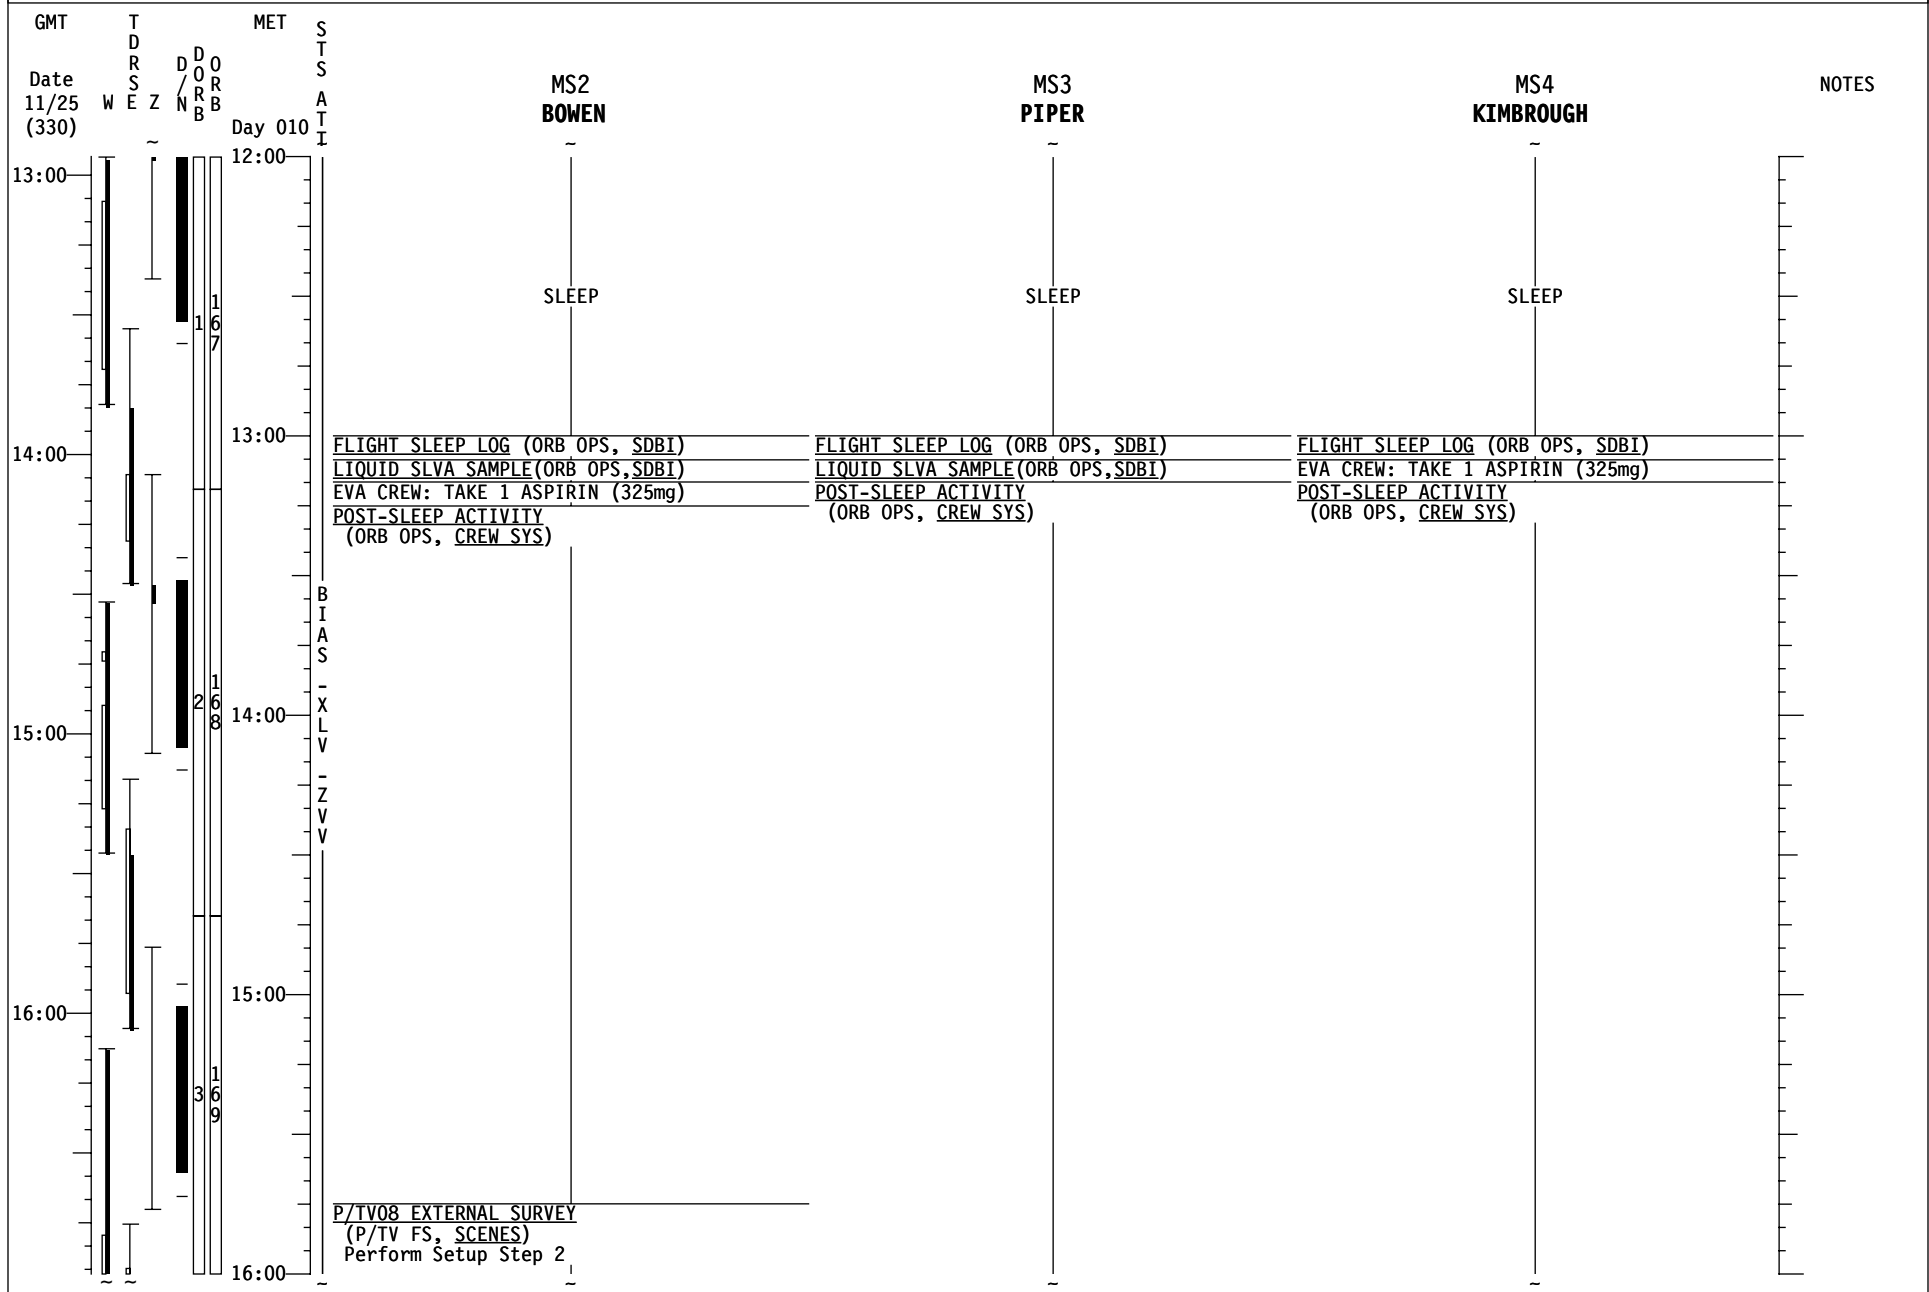 GMT
TDRS
MET
STS ATT
Date
11/25
(330)
W E Z
D/N
DORB
ORB
Day 010
MS2
BOWEN
MS3
PIPER
MS4
KIMBROUGH
NOTES
~
~ ~ ~
12:00
13:00
SLEEP SLEEP SLEEP
1
167
13:00
FLIGHT SLEEP LOG (ORB OPS, SDBI)
LIQUID SLVA SAMPLE(ORB OPS,SDBI)
EVA CREW: TAKE 1 ASPIRIN (325mg)
POST-SLEEP ACTIVITY
(ORB OPS, CREW SYS)
FLIGHT SLEEP LOG (ORB OPS, SDBI)
LIQUID SLVA SAMPLE(ORB OPS,SDBI)
POST-SLEEP ACTIVITY
(ORB OPS, CREW SYS)
FLIGHT SLEEP LOG (ORB OPS, SDBI)
EVA CREW: TAKE 1 ASPIRIN (325mg)
POST-SLEEP ACTIVITY
(ORB OPS, CREW SYS)
14:00
BIAS -XLV -ZVV
2
168
14:00
15:00
15:00
16:00
3
169
P/TV08 EXTERNAL SURVEY
(P/TV FS, SCENES)
Perform Setup Step 2
16:00
~ ~ ~ ~ ~ ~